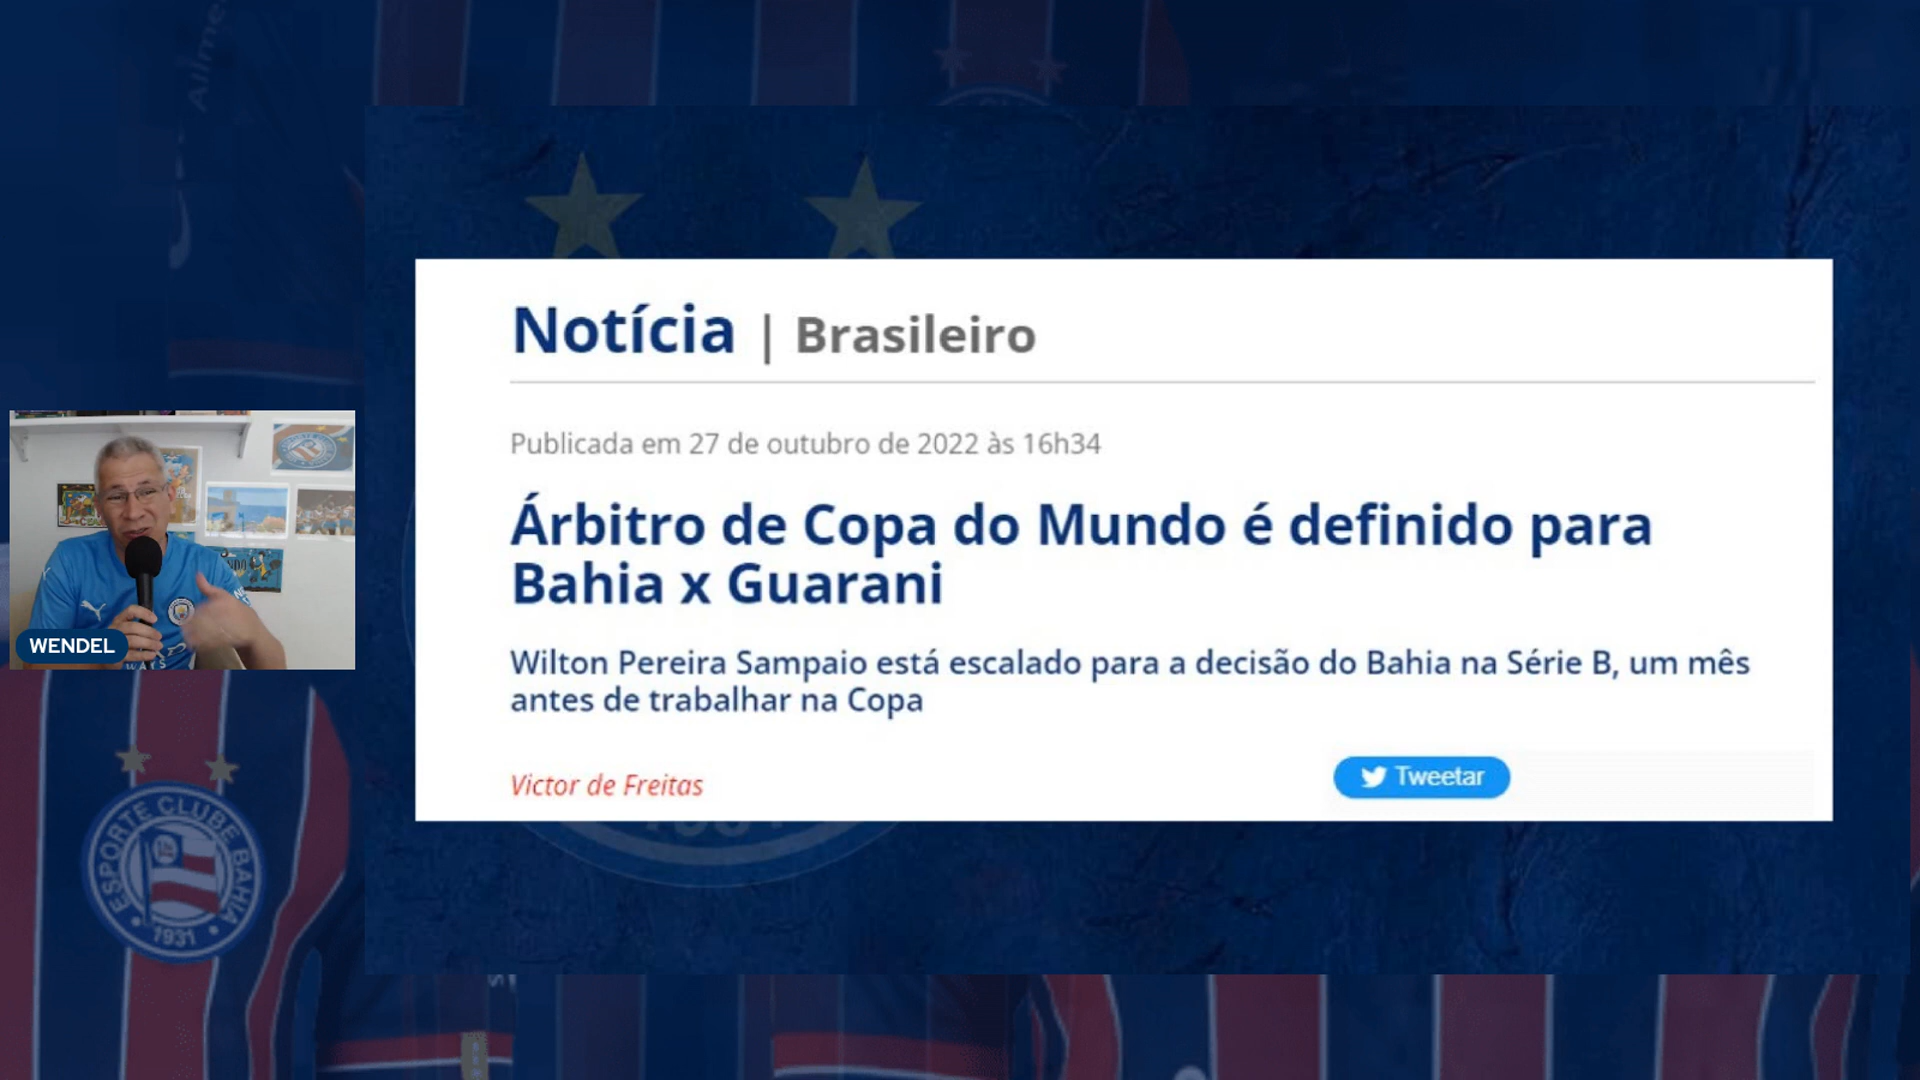 Notícia | Brasileiro
Publicada em 27 de outubro de 2022 às 16h34
Árbitro de Copa do Mundo é definido para
Bahia x Guarani
Wilton Pereira Sampaio está escalado para a decisão do Bahia na Série B, um mês
antes de trabalhar na Copa
Victor de Freitas
Tweetar
WENDEL
ESPORTE CLUBE BAHIA
1931